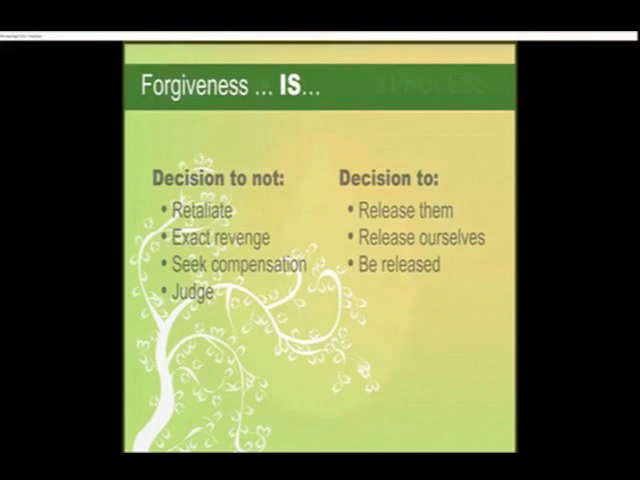 Forgiveness ... IS...
Decision to not:
• Retaliate
• Exact revenge
• Seek compensation
• Judge
Decision to:
• Release them
• Release ourselves
• Be released